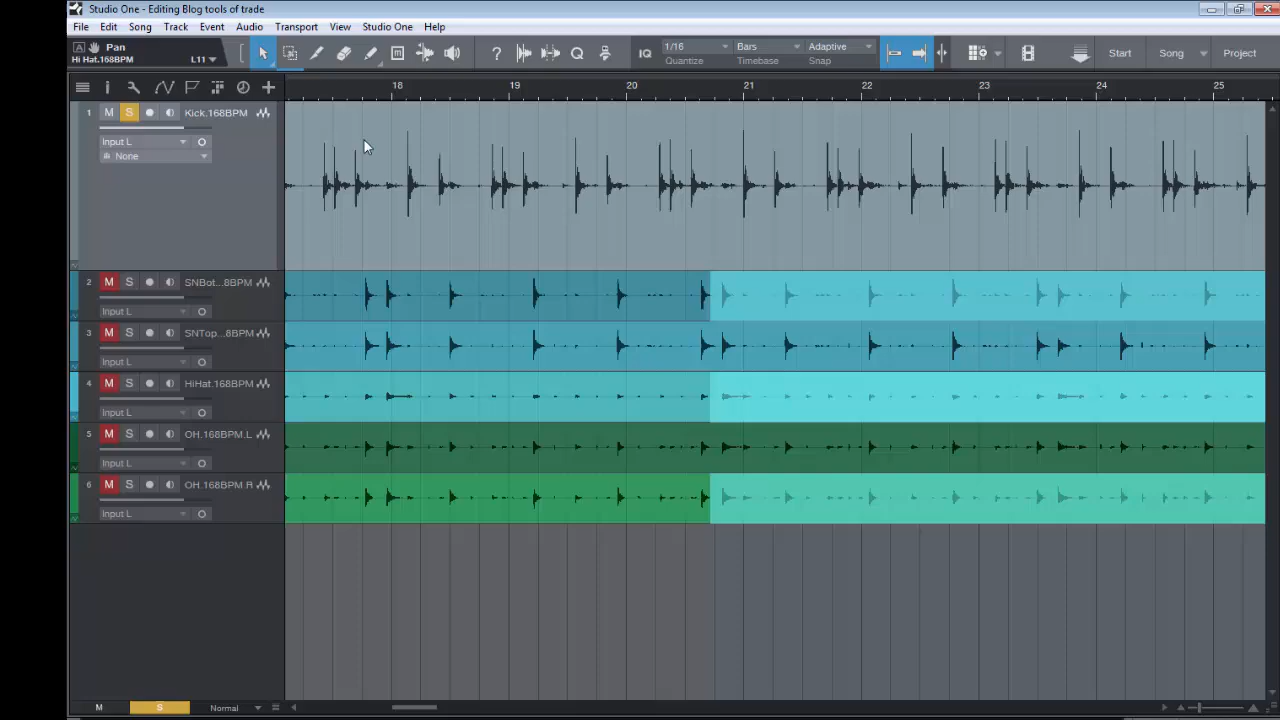 Studio One - Editing Blog tools of trade
File Edit Song Track Event Audio Transport View Studio One Help
A Pan
Hi Hat.168BPM L11
IQ 1/16 Bars Adaptive
Quantize Timebase Snap
Start Song Project
18 19 20 21 22 23 24 25
1 M S Kick.168BPM
Input L
None
2 M S SNBot...8BPM
Input L
3 M S SNTop...8BPM
Input L
4 M S HiHat.168BPM
Input L
5 M S OH.168BPM.L
Input L
6 M S OH.168BPM.R
Input L
M S Normal